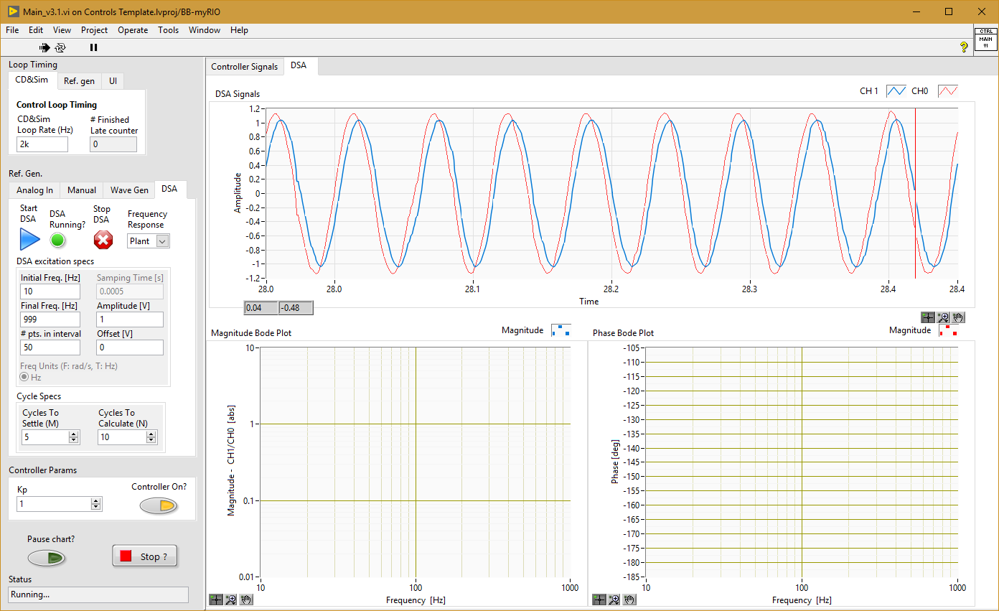 Main_v3.1.vi on Controls Template.lvproj/BB-myRIO
File Edit View Project Operate Tools Window Help
?
CTRL
MAIN
VI
Loop Timing
CD&Sim Ref. gen UI
Control Loop Timing
CD&Sim
Loop Rate (Hz)
# Finished
Late counter
2k
0
Ref. Gen.
Analog In Manual Wave Gen DSA
Start
DSA
DSA
Running?
Stop
DSA
Frequency
Response
Plant
DSA excitation specs
Initial Freq. [Hz] Samping Time [s]
10 0.0005
Final Freq. [Hz] Amplitude [V]
999 1
# pts. in interval Offset [V]
50 0
Freq Units (F: rad/s, T: Hz)
Hz
Cycle Specs
Cycles To
Settle (M)
Cycles To
Calculate (N)
5 10
Controller Params
Kp
1
Controller On?
Pause chart?
Stop ?
Status
Running...
Controller Signals DSA
DSA Signals
CH 1 CH0
Amplitude
1.2
1
0.8
0.6
0.4
0.2
0
-0.2
-0.4
-0.6
-0.8
-1
-1.2
28.0 28.0 28.1 28.2 28.3 28.4 28.4
Time
0.04 -0.48
Magnitude Bode Plot
Magnitude
Magnitude - CH1/CH0 [abs]
10
1
0.1
0.01
10 100 1000
Frequency [Hz]
Phase Bode Plot
Magnitude
Phase [deg]
-105
-110
-115
-120
-125
-130
-135
-140
-145
-150
-155
-160
-165
-170
-175
-180
-185
10 100 1000
Frequency [Hz]